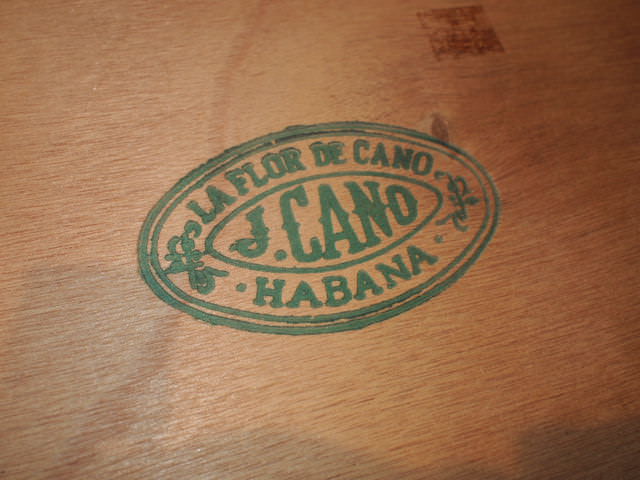 LA FLOR DE CANO
J. CANO
· HABANA ·